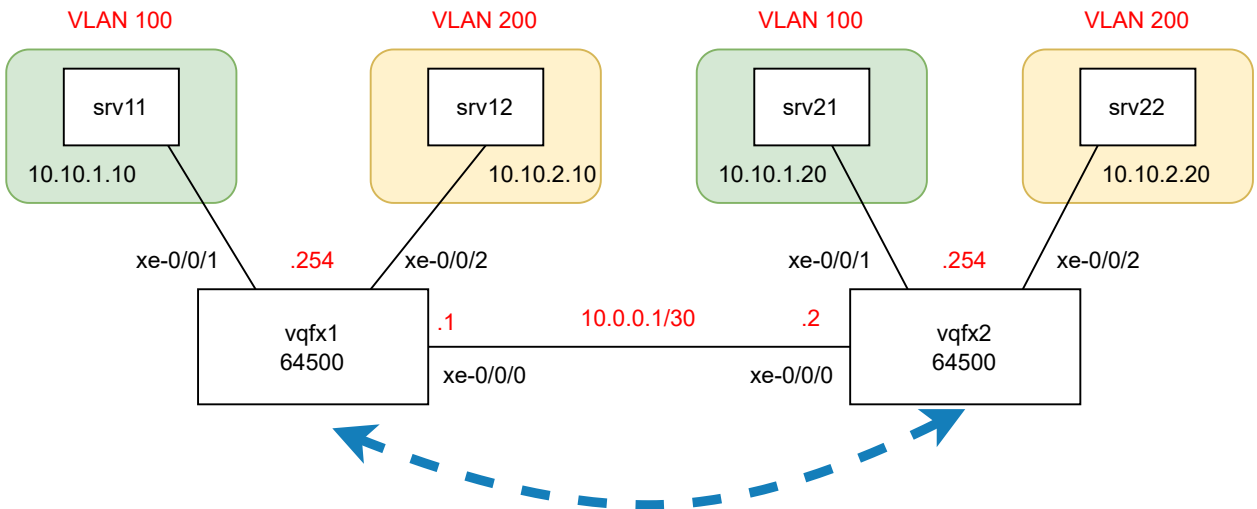 VLAN 100
VLAN 200
VLAN 100
VLAN 200
srv11
srv12
srv21
srv22
10.10.1.10
10.10.2.10
10.10.1.20
10.10.2.20
xe-0/0/1
.254
xe-0/0/2
xe-0/0/1
.254
xe-0/0/2
vqfx1
64500
.1
10.0.0.1/30
.2
vqfx2
64500
xe-0/0/0
xe-0/0/0